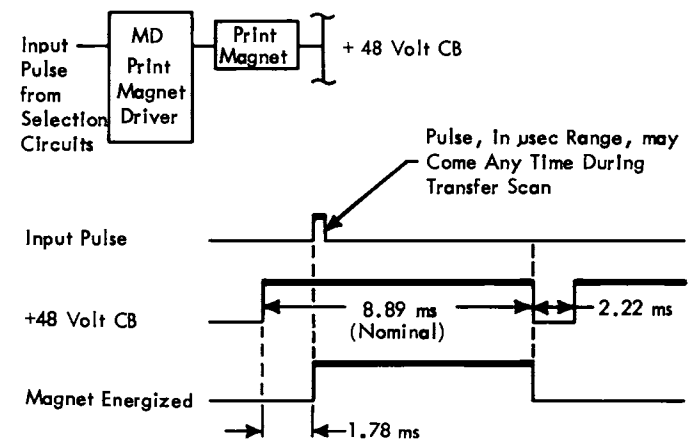 Input
Pulse
from
Selection
Circuits
MD
Print
Magnet
Driver
Print
Magnet
+ 48 Volt CB
Pulse, in µsec Range, may
Come Any Time During
Transfer Scan
Input Pulse
+48 Volt CB
8.89 ms
(Nominal)
2.22 ms
Magnet Energized
1.78 ms